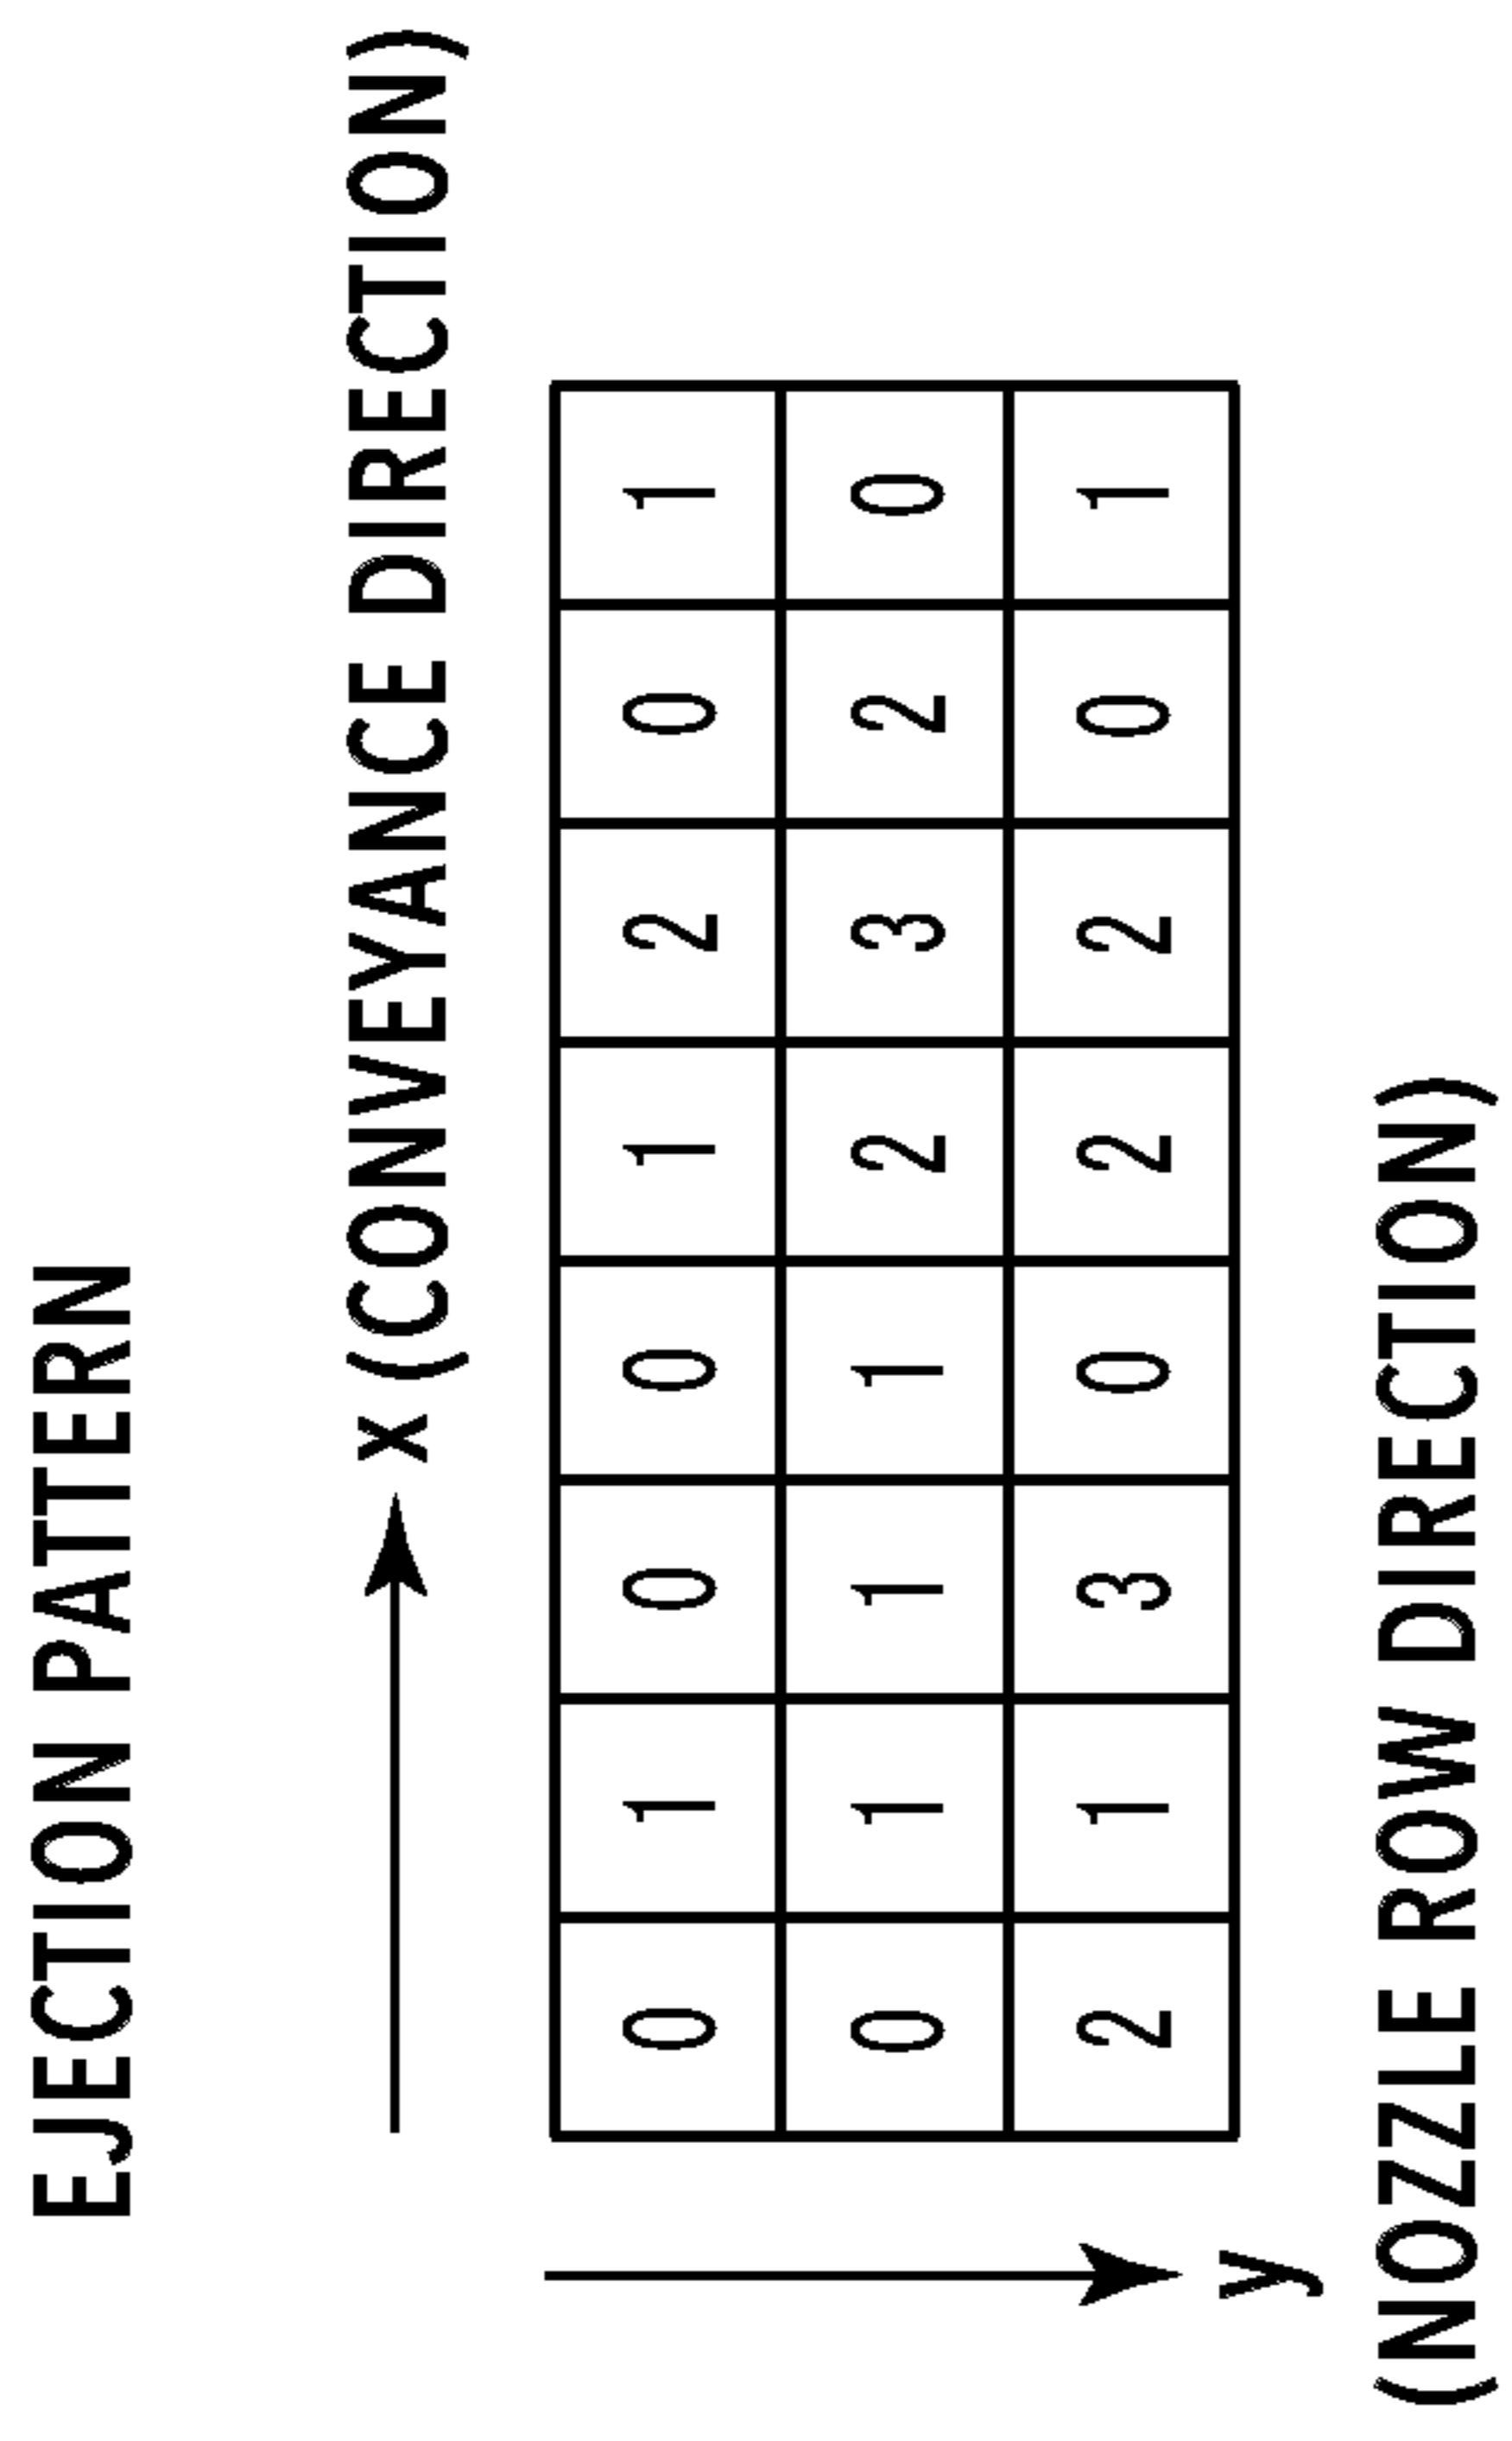 EJECTION PATTERN
x (CONVEYANCE DIRECTION)
0 1 0 0 1 2 0 1
0 1 1 1 2 3 2 0
2 1 3 0 2 2 0 1
y
(NOZZLE ROW DIRECTION)